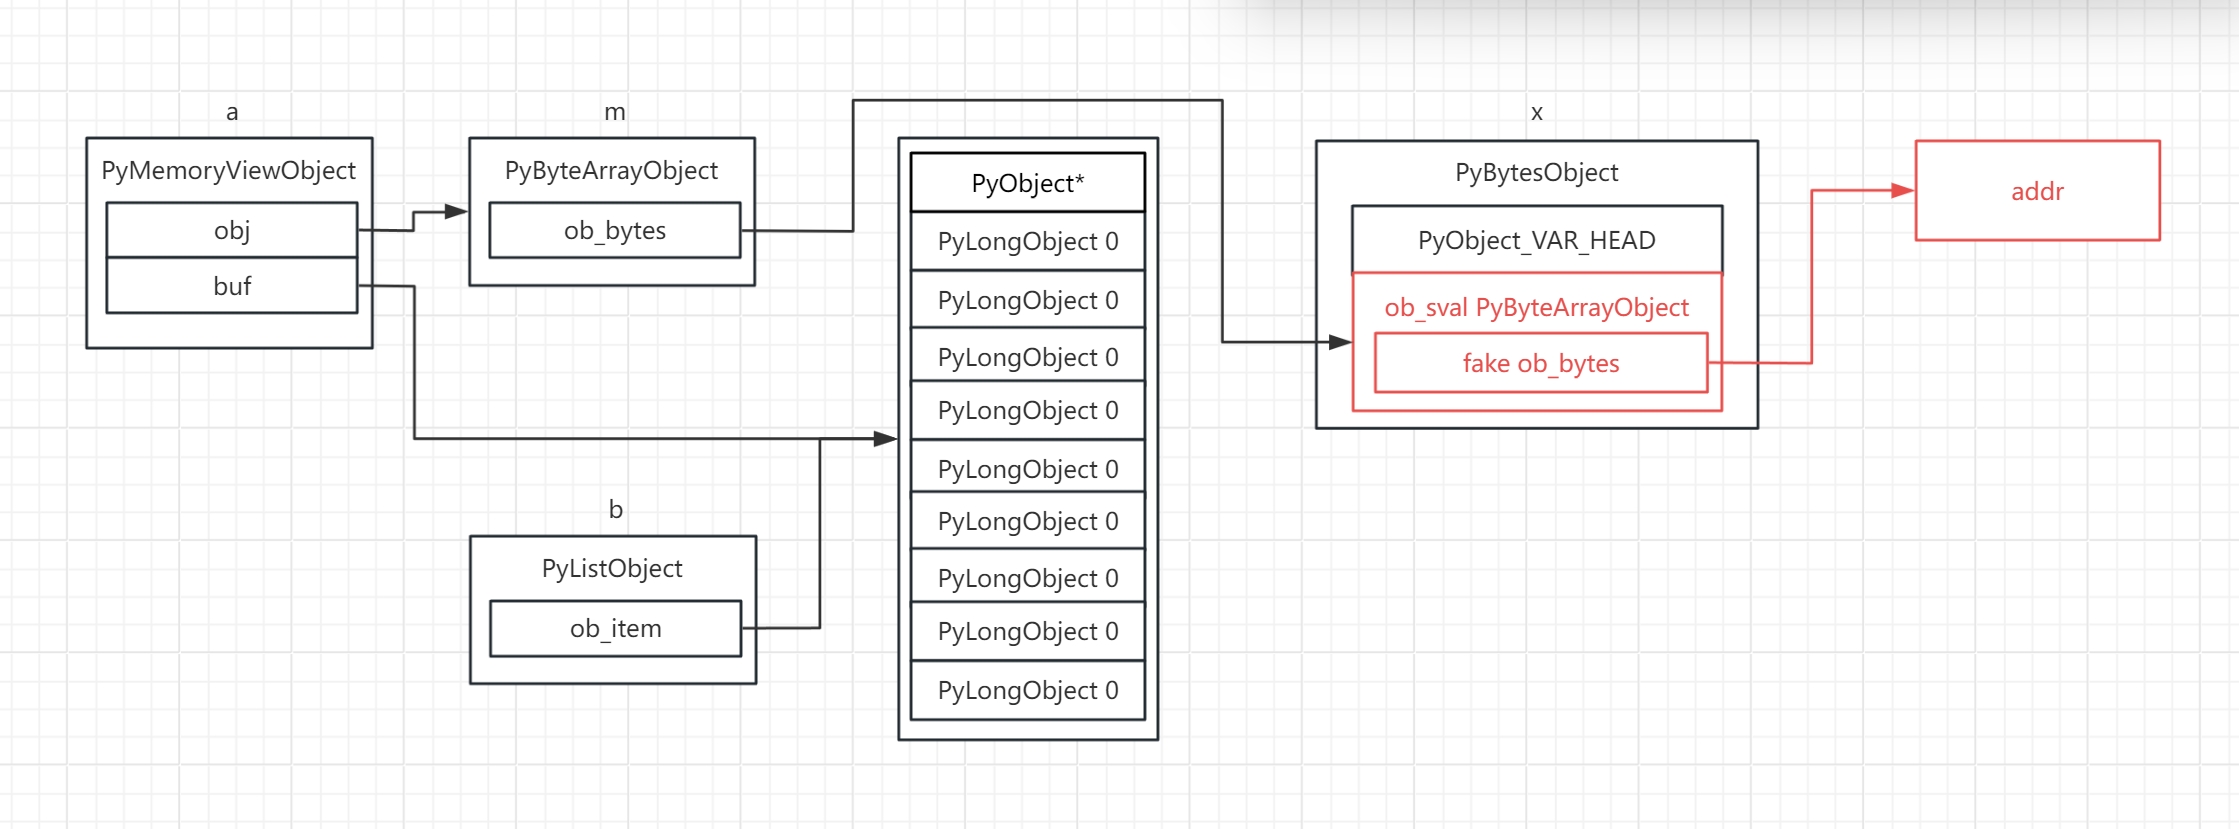 a
PyMemoryViewObject
obj
buf
m
PyByteArrayObject
ob_bytes
b
PyListObject
ob_item
PyObject*
PyLongObject 0
PyLongObject 0
PyLongObject 0
PyLongObject 0
PyLongObject 0
PyLongObject 0
PyLongObject 0
PyLongObject 0
PyLongObject 0
x
PyBytesObject
PyObject_VAR_HEAD
ob_sval PyByteArrayObject
fake ob_bytes
addr